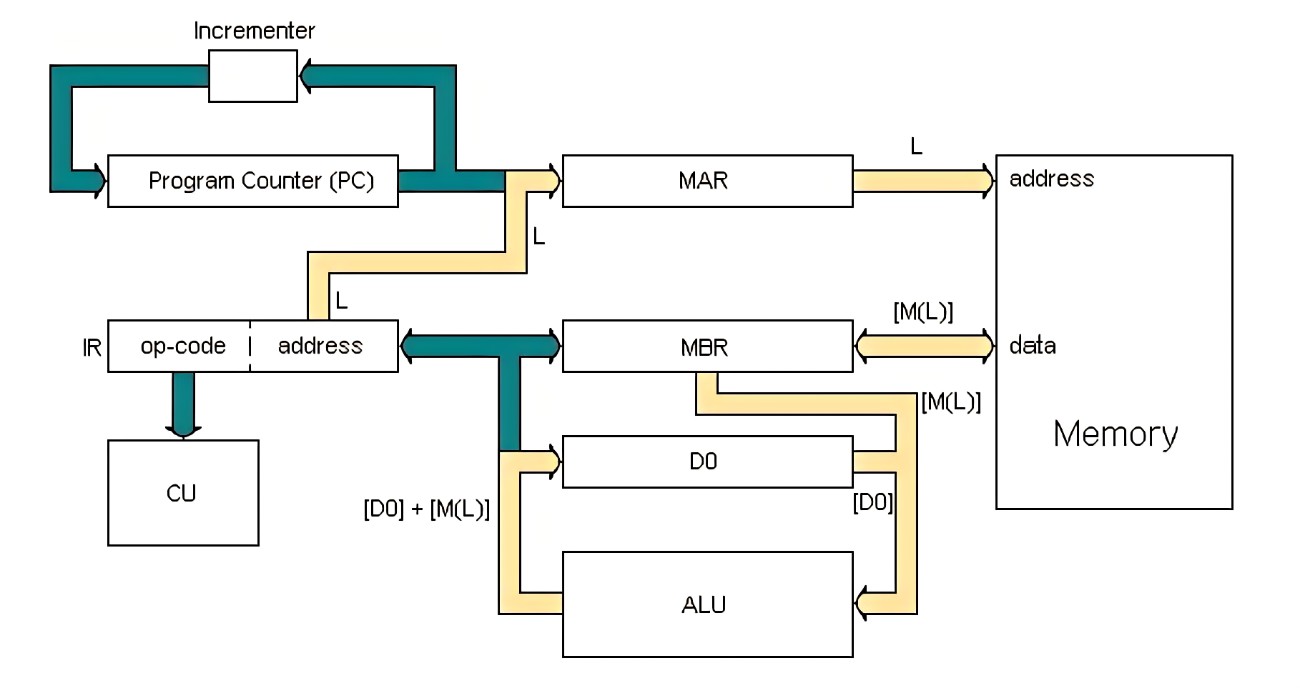 Incrementer
Program Counter (PC)
MAR
L
address
L
L
IR
op-code
address
MBR
[M(L)]
data
[M(L)]
Memory
CU
D0
[D0] + [M(L)]
[D0]
ALU